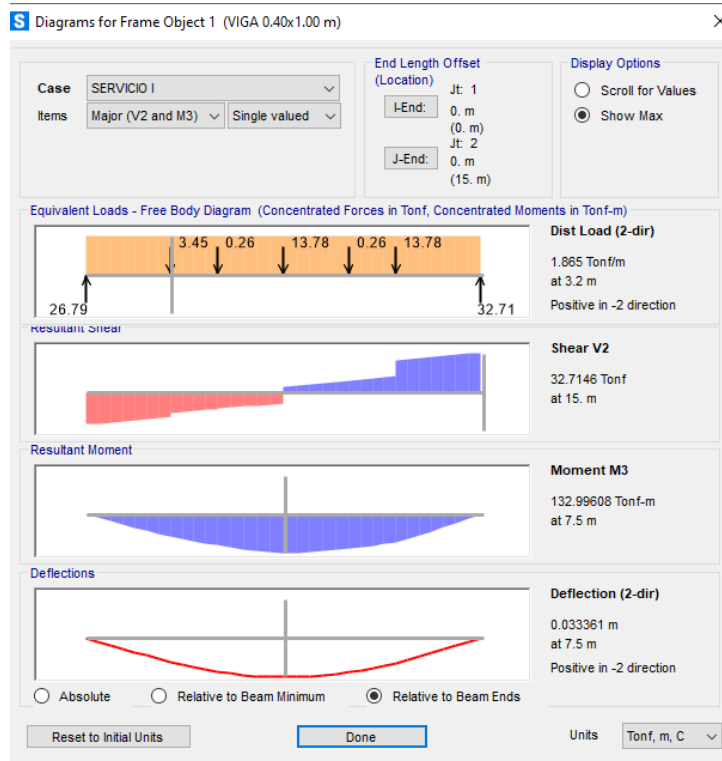 S Diagrams for Frame Object 1 (VIGA 0.40x1.00 m)
Case SERVICIO I
Items Major (V2 and M3) Single valued
End Length Offset
(Location)
Jt: 1
I-End: 0. m
(0. m)
Jt: 2
J-End: 0. m
(15. m)
Display Options
Scroll for Values
Show Max
Equivalent Loads - Free Body Diagram (Concentrated Forces in Tonf, Concentrated Moments in Tonf-m)
3.45 0.26 13.78 0.26 13.78
26.79 32.71
Dist Load (2-dir)
1.865 Tonf/m
at 3.2 m
Positive in -2 direction
Resultant Shear
Shear V2
32.7146 Tonf
at 15. m
Resultant Moment
Moment M3
132.99608 Tonf-m
at 7.5 m
Deflections
Deflection (2-dir)
0.033361 m
at 7.5 m
Positive in -2 direction
Absolute Relative to Beam Minimum Relative to Beam Ends
Reset to Initial Units Done Units Tonf, m, C